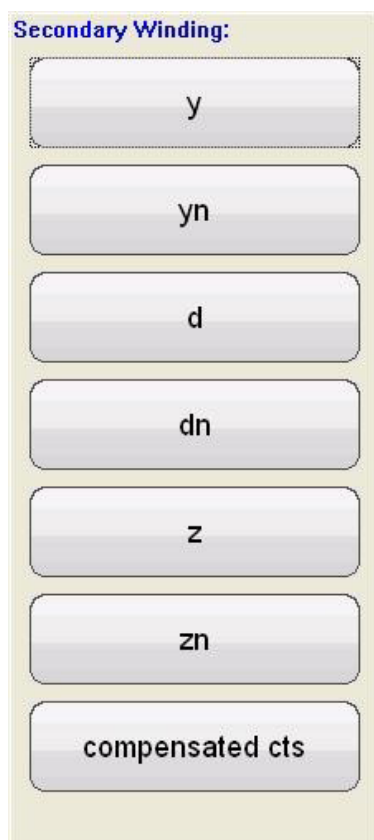 Secondary Winding:
y
yn
d
dn
z
zn
compensated cts